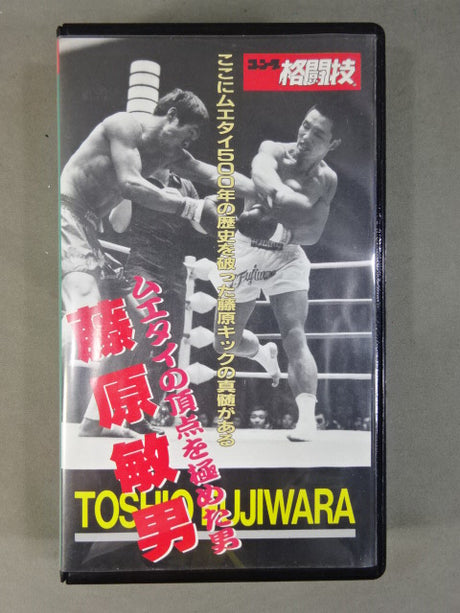 ゴング格闘技
ここにムエタイ500年の歴史を破った藤原キックの真髄がある
ムエタイの頂点を極めた男
藤原敏男
TOSHIO FUJIWARA
Fujiwara